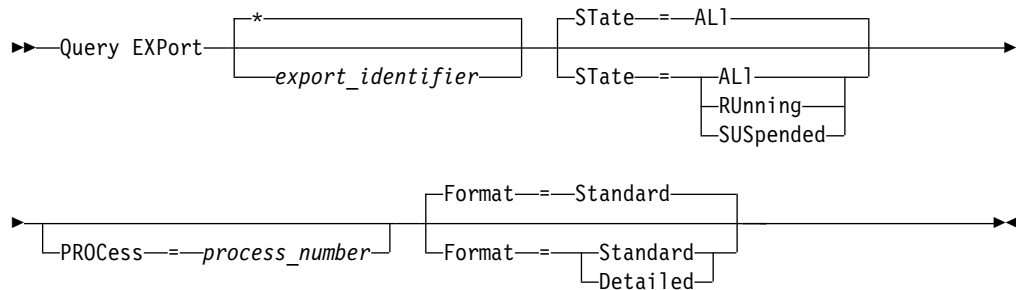 * STate = ALl
Query EXPort
export_identifier STate = ALl
RUnning
SUSpended
Format = Standard
PROCess = process_number Format = Standard
Detailed